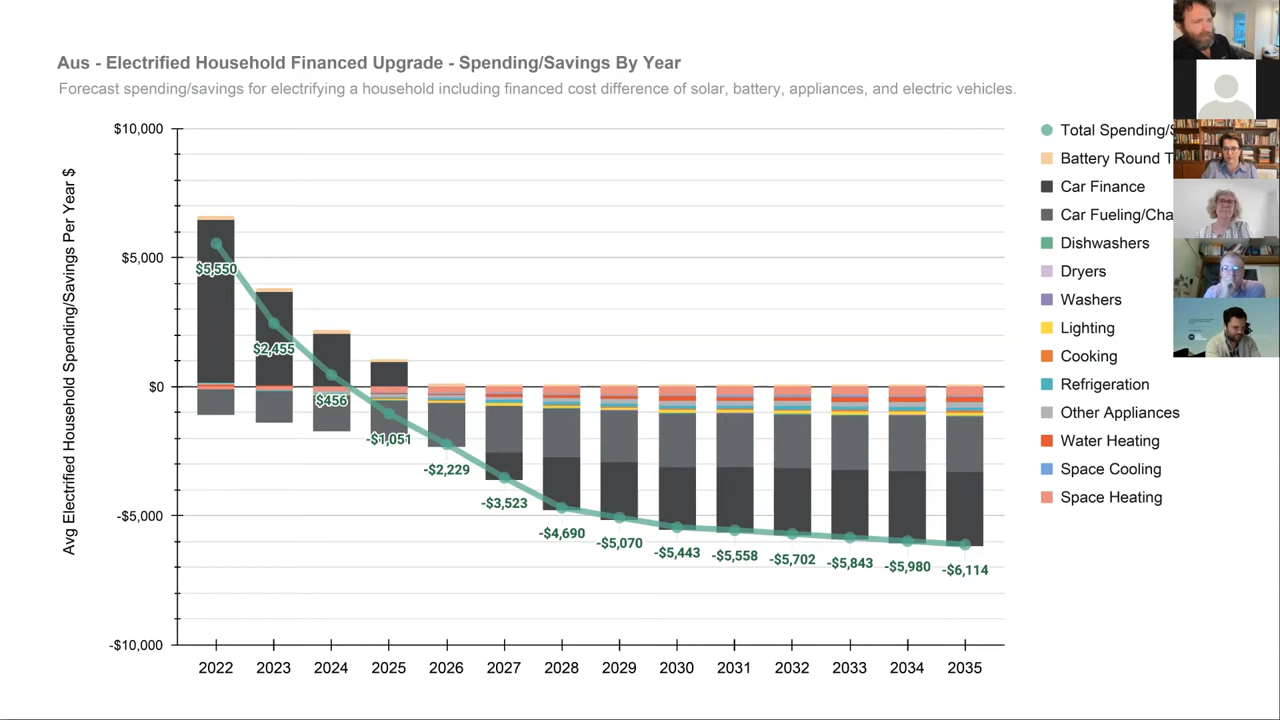 Aus - Electrified Household Financed Upgrade - Spending/Savings By Year
Forecast spending/savings for electrifying a household including financed cost difference of solar, battery, appliances, and electric vehicles.
Avg Electrified Household Spending/Savings Per Year $
$10,000
$5,000
$0
-$5,000
-$10,000
$5,550
$2,455
$456
-$1,051
-$2,229
-$3,523
-$4,690
-$5,070
-$5,443
-$5,558
-$5,702
-$5,843
-$5,980
-$6,114
2022 2023 2024 2025 2026 2027 2028 2029 2030 2031 2032 2033 2034 2035
Total Spending/S
Battery Round T
Car Finance
Car Fueling/Cha
Dishwashers
Dryers
Washers
Lighting
Cooking
Refrigeration
Other Appliances
Water Heating
Space Cooling
Space Heating